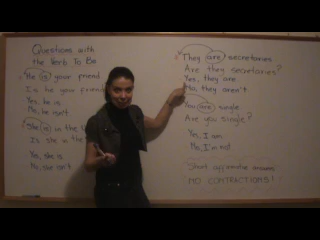 Questions with
the Verb To Be
He is your friend
Is he your friend
Yes, he is
No, he isn't
She is in the
Is she in the
Yes, she is
No, she isn't
They are secretaries
Are they secretaries?
Yes, they are
No, they aren't
You are single
Are you single?
Yes, I am
No, I'm not
Short affirmative answers
NO CONTRACTIONS!